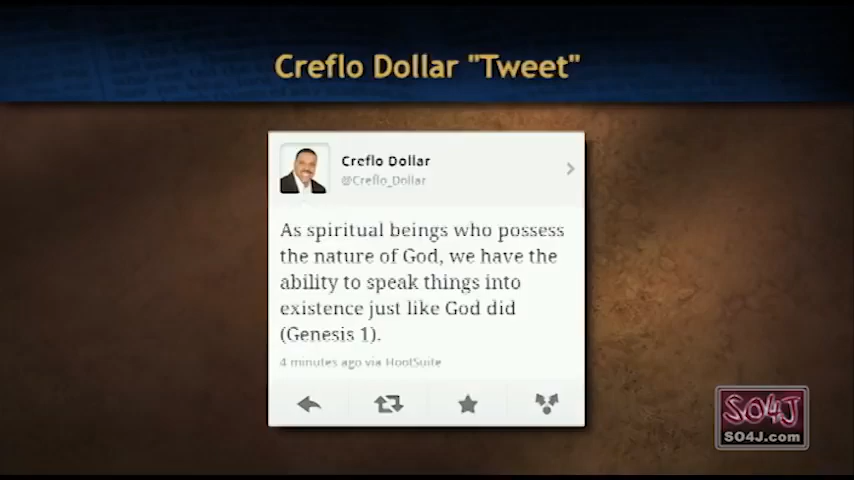 Creflo Dollar "Tweet"
Creflo Dollar
@Creflo_Dollar
As spiritual beings who possess
the nature of God, we have the
ability to speak things into
existence just like God did
(Genesis 1).
4 minutes ago via HootSuite
SO4J
SO4J.com